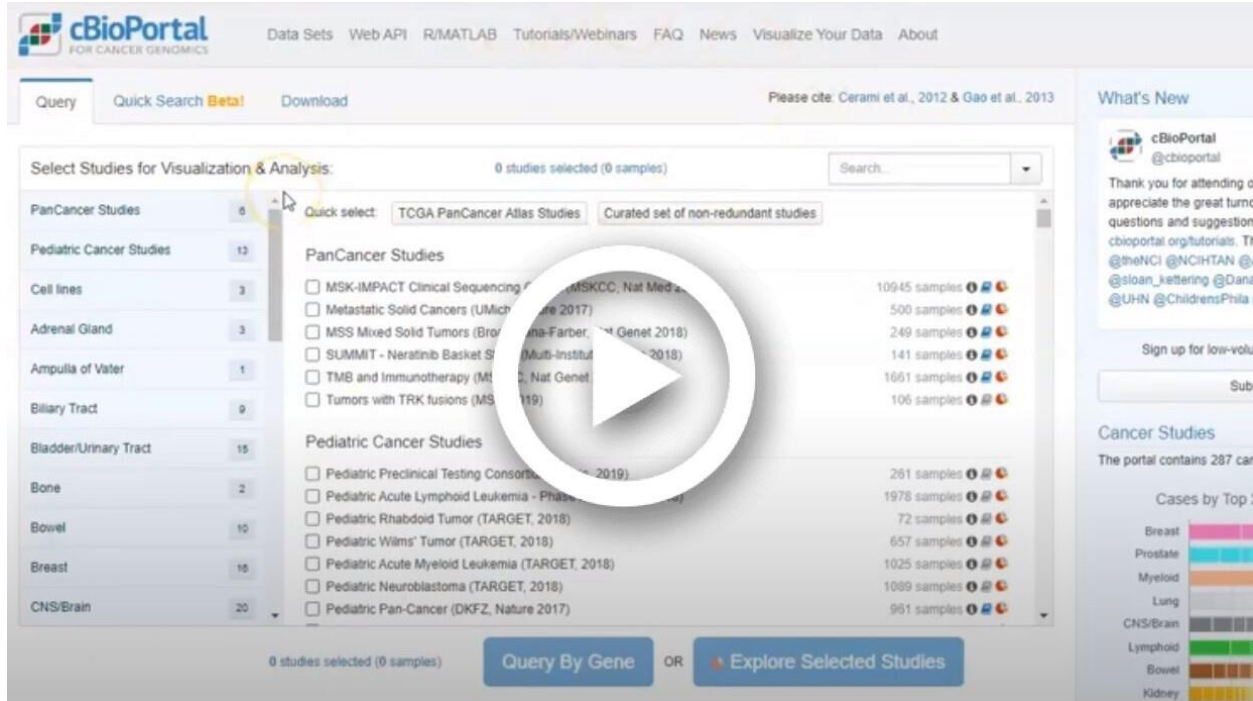 cBioPortal
FOR CANCER GENOMICS
Data Sets Web API R/MATLAB Tutorials/Webinars FAQ News Visualize Your Data About
Query Quick Search Beta! Download
Please cite: Cerami et al., 2012 & Gao et al., 2013
Select Studies for Visualization & Analysis:
0 studies selected (0 samples)
Search...
PanCancer Studies 6
Pediatric Cancer Studies 13
Cell lines 3
Adrenal Gland 3
Ampulla of Vater 1
Biliary Tract 9
Bladder/Urinary Tract 15
Bone 2
Bowel 10
Breast 16
CNS/Brain 20
Quick select: TCGA PanCancer Atlas Studies Curated set of non-redundant studies
PanCancer Studies
MSK-IMPACT Clinical Sequencing (MSKCC, Nat Med 10945 samples
Metastatic Solid Cancers (UMich 2017) 500 samples
MSS Mixed Solid Tumors Genet 2018) 249 samples
SUMMIT - Neratinib Basket 2018) 141 samples
TMB and Immunotherapy Nat Genet 1661 samples
Tumors with TRK fusions 106 samples
Pediatric Cancer Studies
Pediatric Preclinical Testing 2019) 261 samples
Pediatric Acute Lymphoid Leukemia - 1978 samples
Pediatric Rhabdoid Tumor (TARGET, 2018) 72 samples
Pediatric Wilms' Tumor (TARGET, 2018) 657 samples
Pediatric Acute Myeloid Leukemia (TARGET, 2018) 1025 samples
Pediatric Neuroblastoma (TARGET, 2018) 1089 samples
Pediatric Pan-Cancer (DKFZ, Nature 2017) 961 samples
0 studies selected (0 samples) Query By Gene OR Explore Selected Studies
What's New
cBioPortal
@cbioportal
Thank you for attending
appreciate the great
questions and
cbioportal.org/tutorials.
@theNCI @NCIHTAN
@sloan_kettering
@UHN @ChildrensPhila
Sign up for
Cancer Studies
The portal contains 287
Cases by Top
Breast
Prostate
Myeloid
Lung
CNS/Brain
Lymphoid
Bowel
Kidney